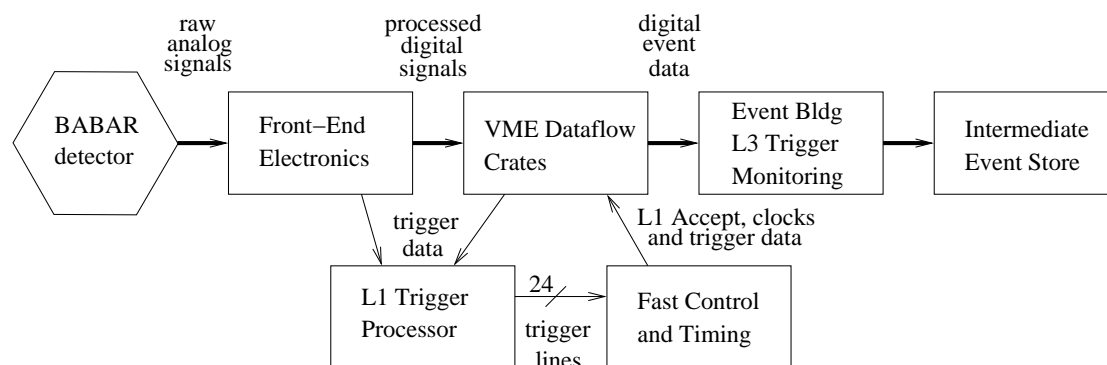 raw
analog
signals
processed
digital
signals
digital
event
data
BABAR
detector
Front−End
Electronics
VME Dataflow
Crates
Event Bldg
L3 Trigger
Monitoring
Intermediate
Event Store
trigger
data
L1 Accept, clocks
and trigger data
L1 Trigger
Processor
24
trigger
lines
Fast Control
and Timing